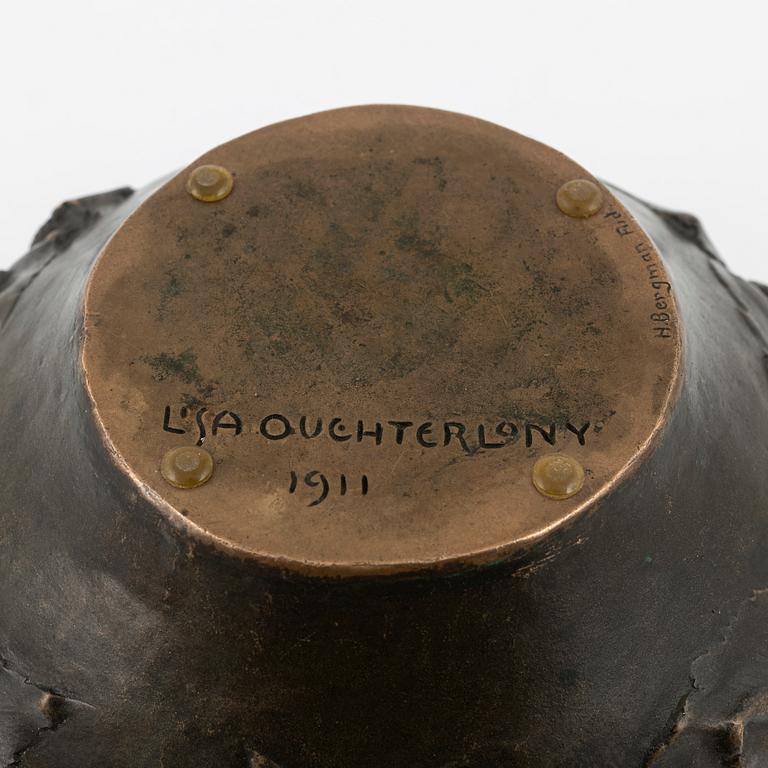 LISA OUCHTERLONY
1911
H.Bergman Fud